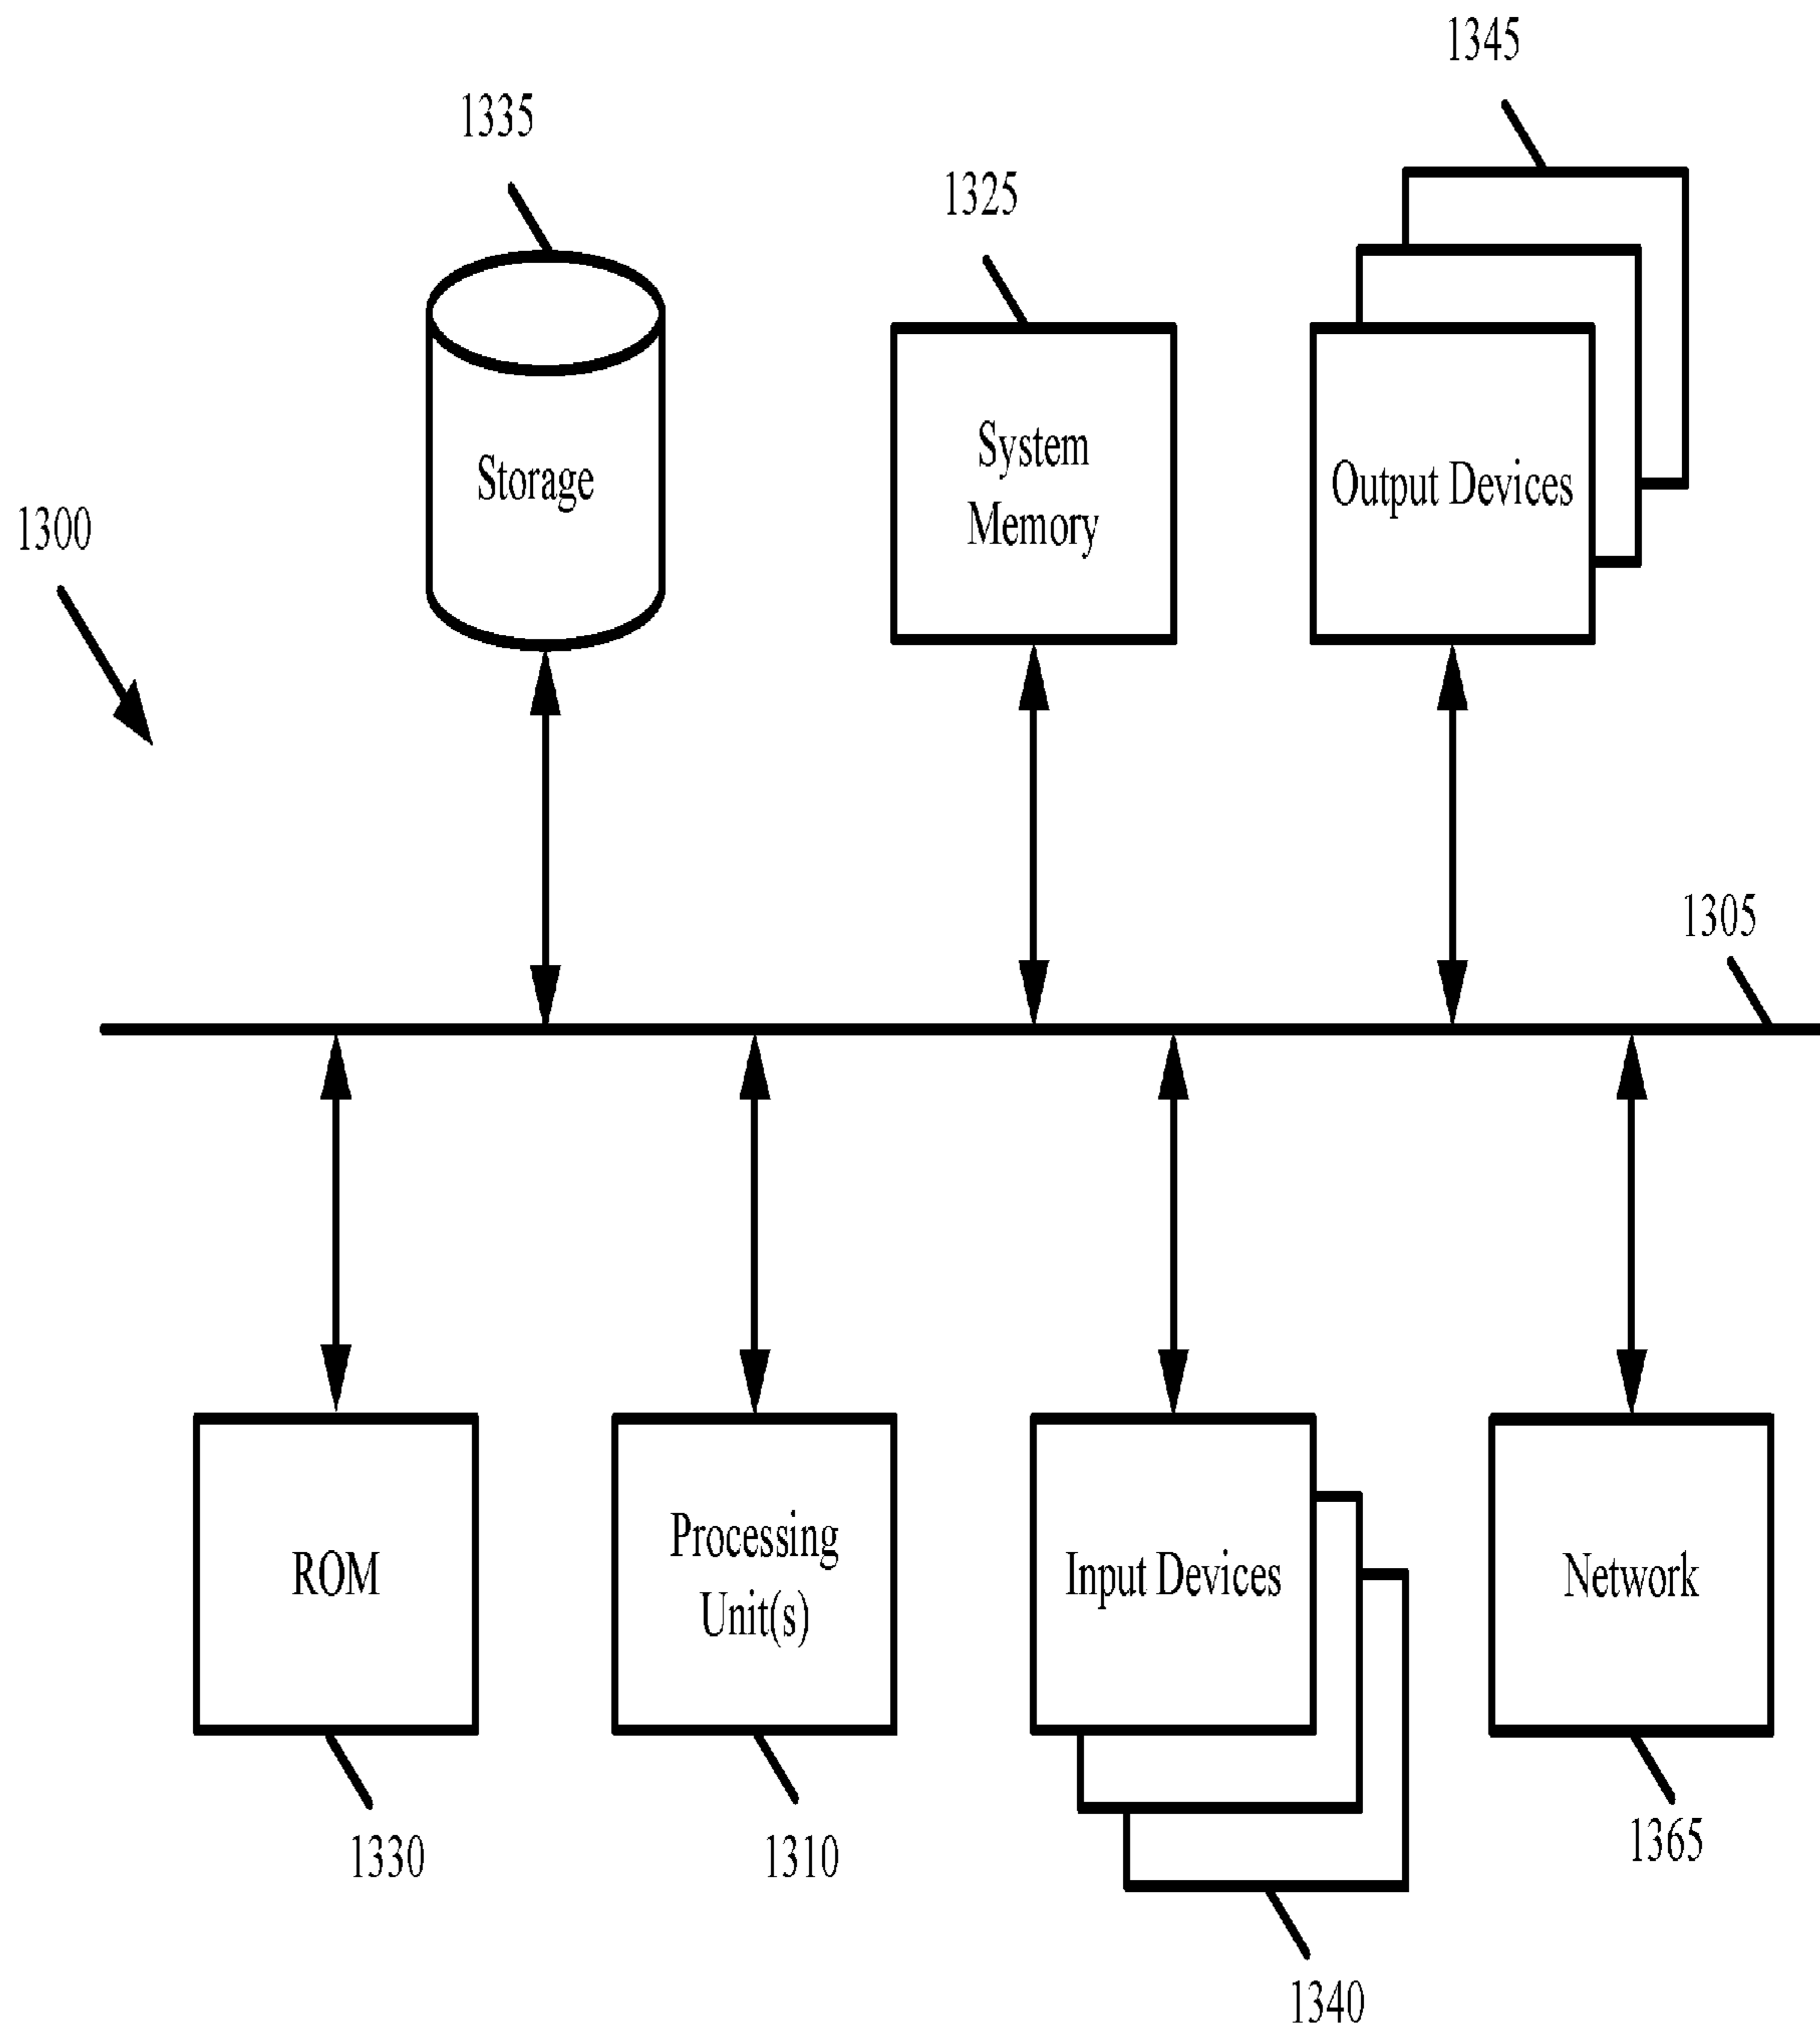 1345
1335
1325
System
Memory
Storage
Output Devices
1300
1305
Processing
Unit(s)
ROM
Input Devices
Network
1330
1310
1365
1340